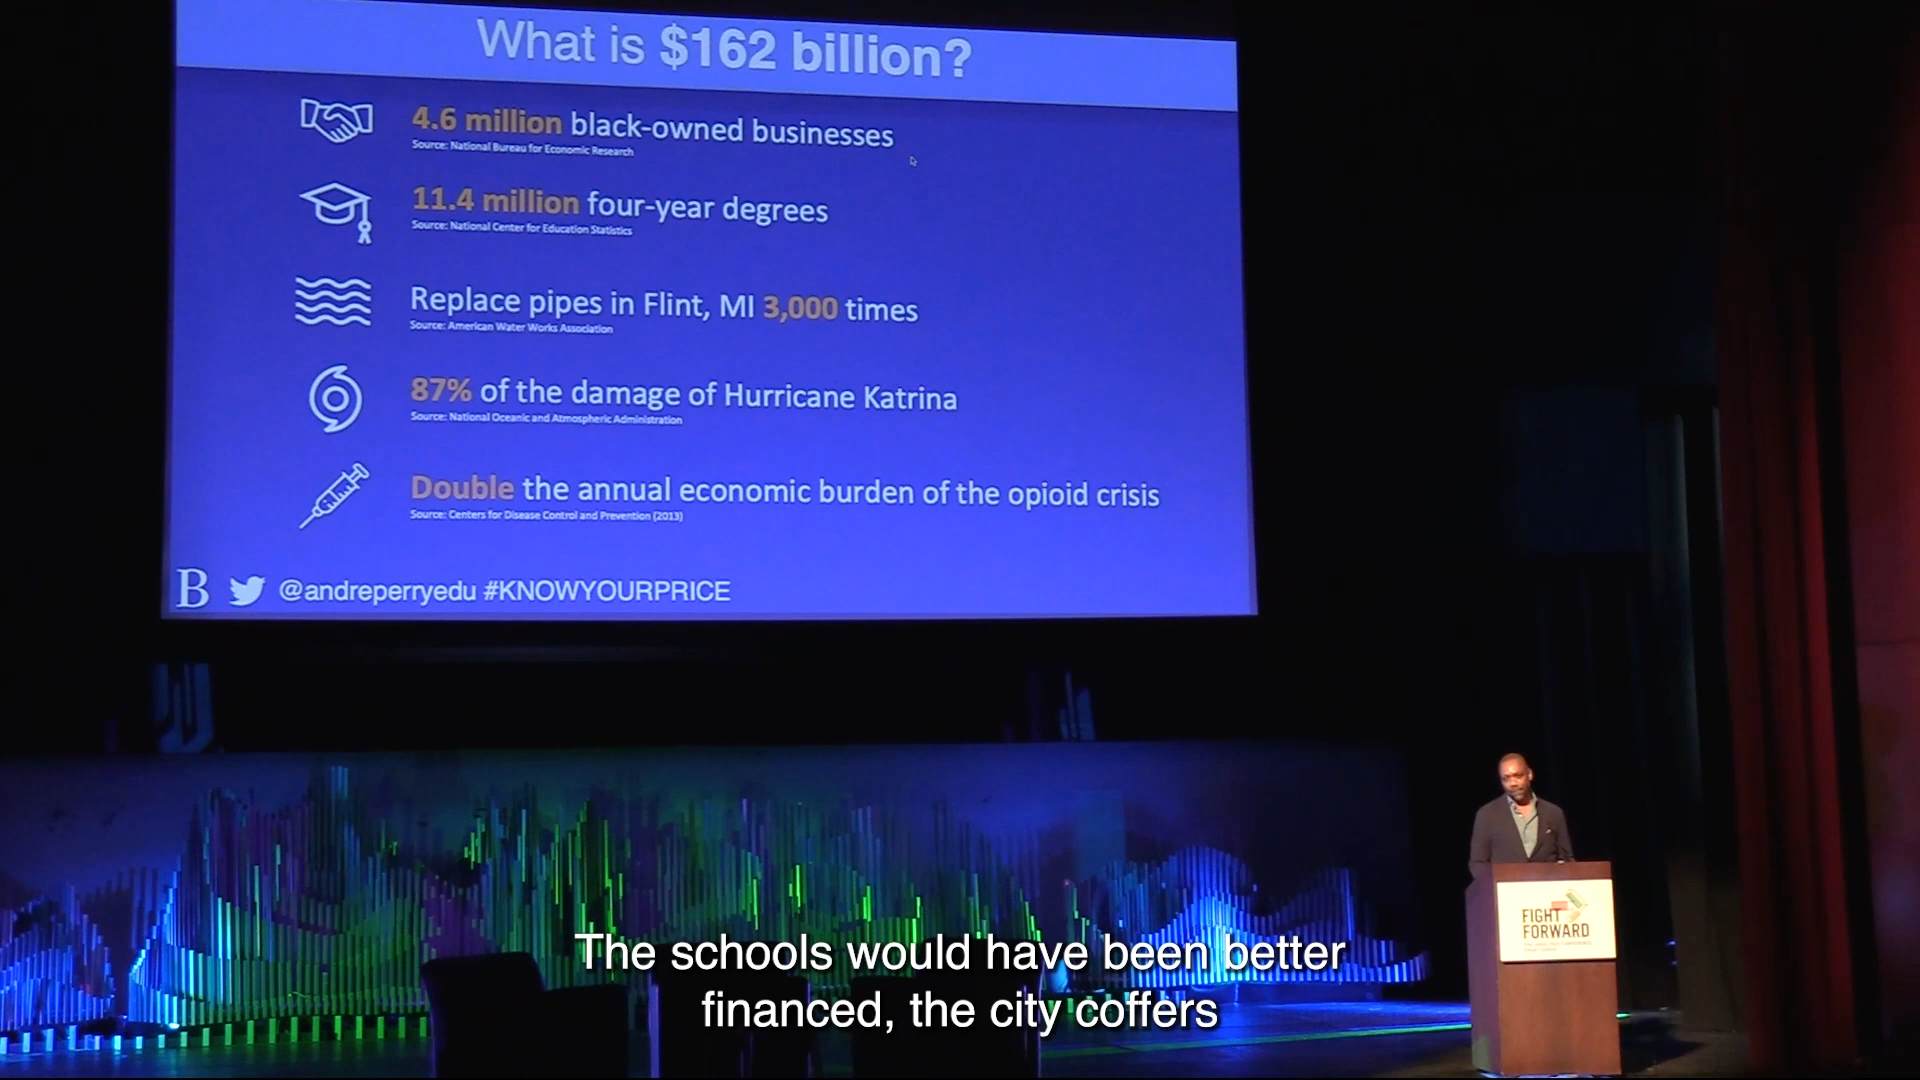 What is $162 billion?
4.6 million black-owned businesses
Source: National Bureau for Economic Research
11.4 million four-year degrees
Source: National Center for Education Statistics
Replace pipes in Flint, MI 3,000 times
Source: American Water Works Association
87% of the damage of Hurricane Katrina
Source: National Oceanic and Atmospheric Administration
Double the annual economic burden of the opioid crisis
Source: Centers for Disease Control and Prevention (2013)
B @andreperryedu #KNOWYOURPRICE
FIGHT
FORWARD
The schools would have been better
financed, the city coffers